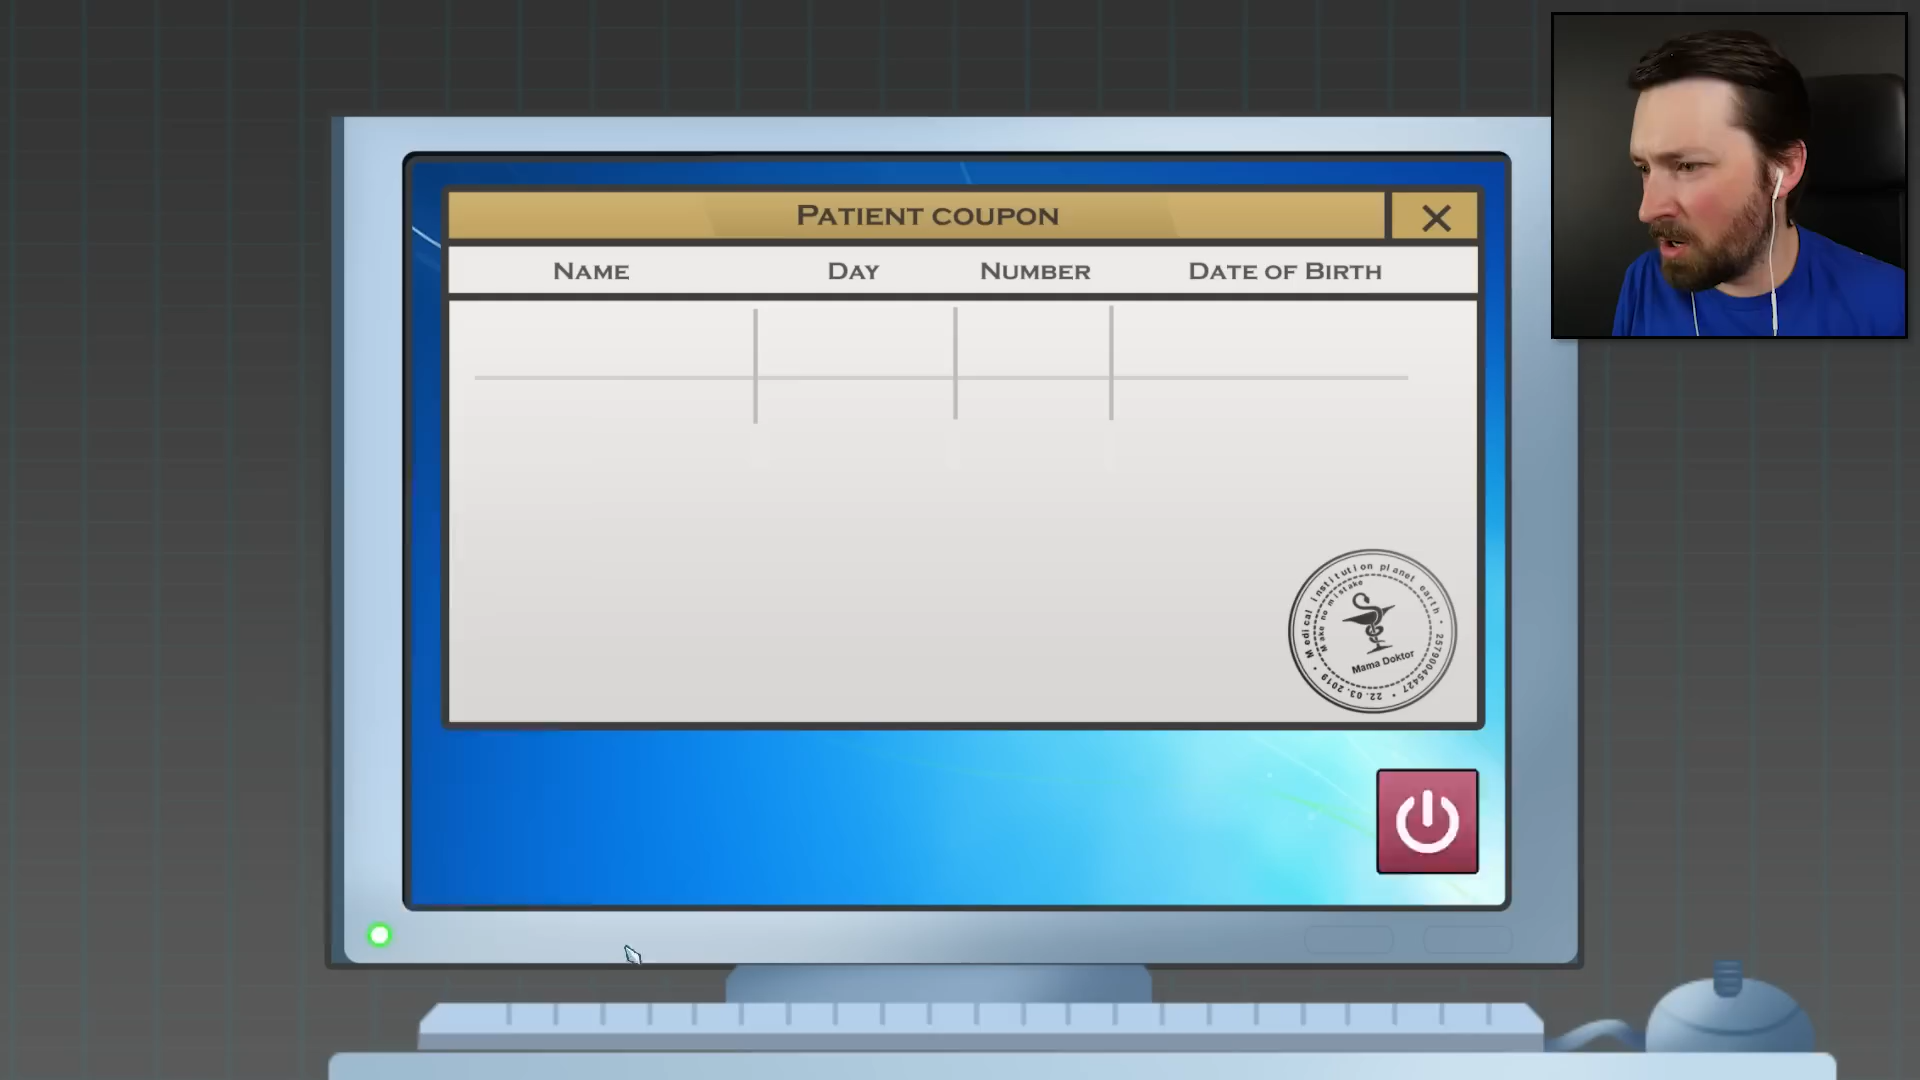 PATIENT COUPON
NAME
DAY
NUMBER
DATE OF BIRTH
Medical institution planet earth • 25790045427 • 22.03.2019 •
Make no mistake
Mama Doktor